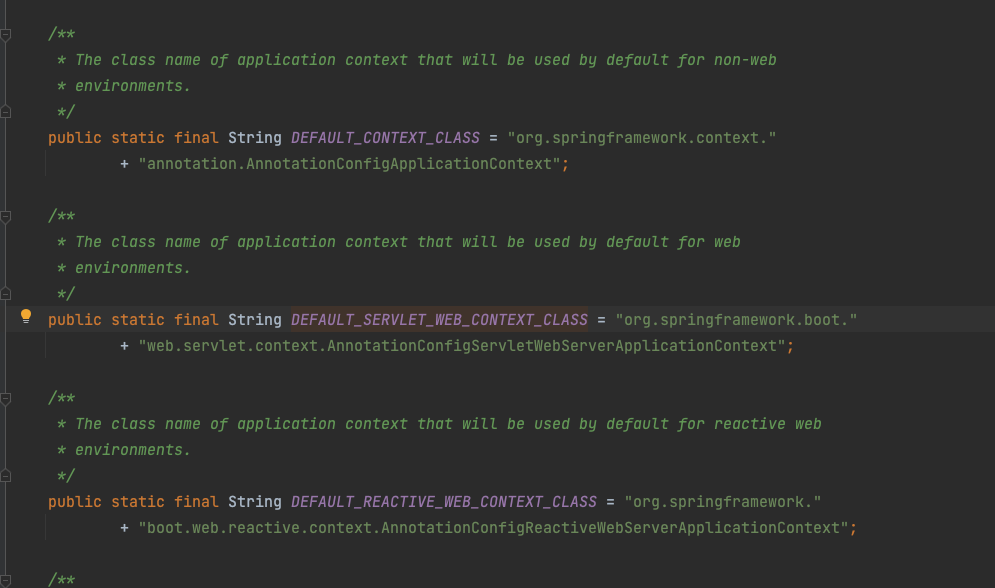 /**
* The class name of application context that will be used by default for non-web
* environments.
*/
public static final String DEFAULT_CONTEXT_CLASS = "org.springframework.context."
+ "annotation.AnnotationConfigApplicationContext";
/**
* The class name of application context that will be used by default for web
* environments.
*/
public static final String DEFAULT_SERVLET_WEB_CONTEXT_CLASS = "org.springframework.boot."
+ "web.servlet.context.AnnotationConfigServletWebServerApplicationContext";
/**
* The class name of application context that will be used by default for reactive web
* environments.
*/
public static final String DEFAULT_REACTIVE_WEB_CONTEXT_CLASS = "org.springframework."
+ "boot.web.reactive.context.AnnotationConfigReactiveWebServerApplicationContext";
/**